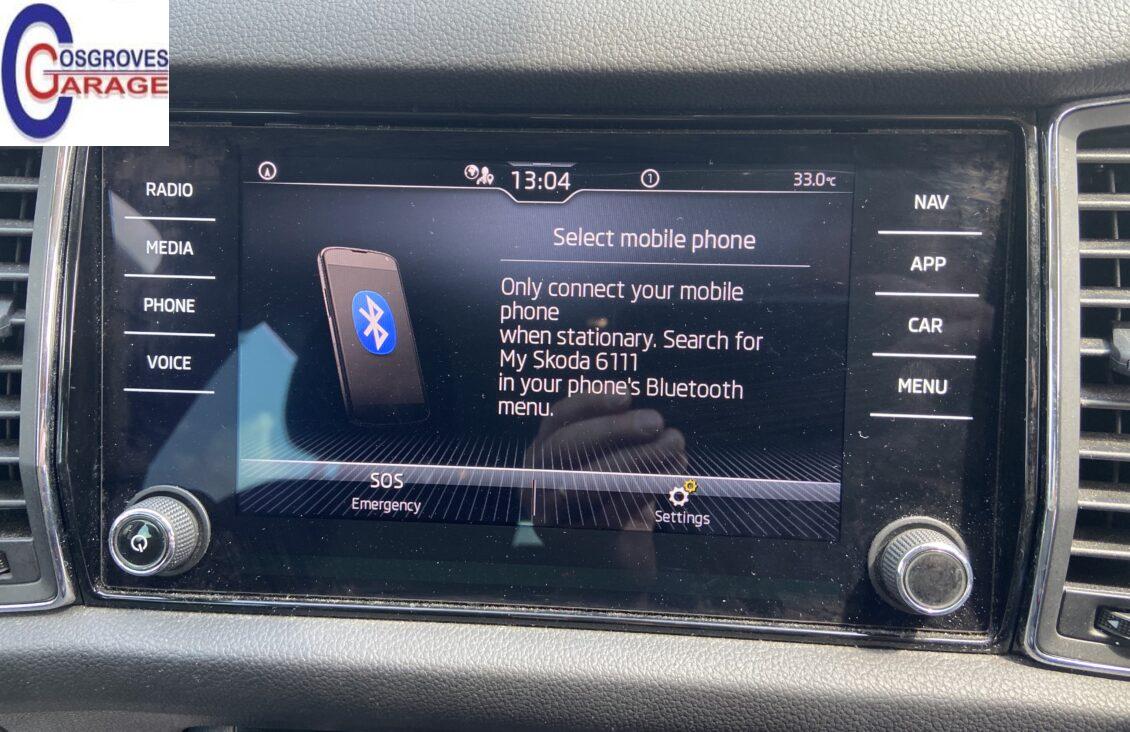 COSGROVES
GARAGE
RADIO
MEDIA
PHONE
VOICE
13:04
1
33.0°C
Select mobile phone
Only connect your mobile
phone
when stationary. Search for
My Skoda 6111
in your phone's Bluetooth
menu.
SOS
Emergency
Settings
NAV
APP
CAR
MENU